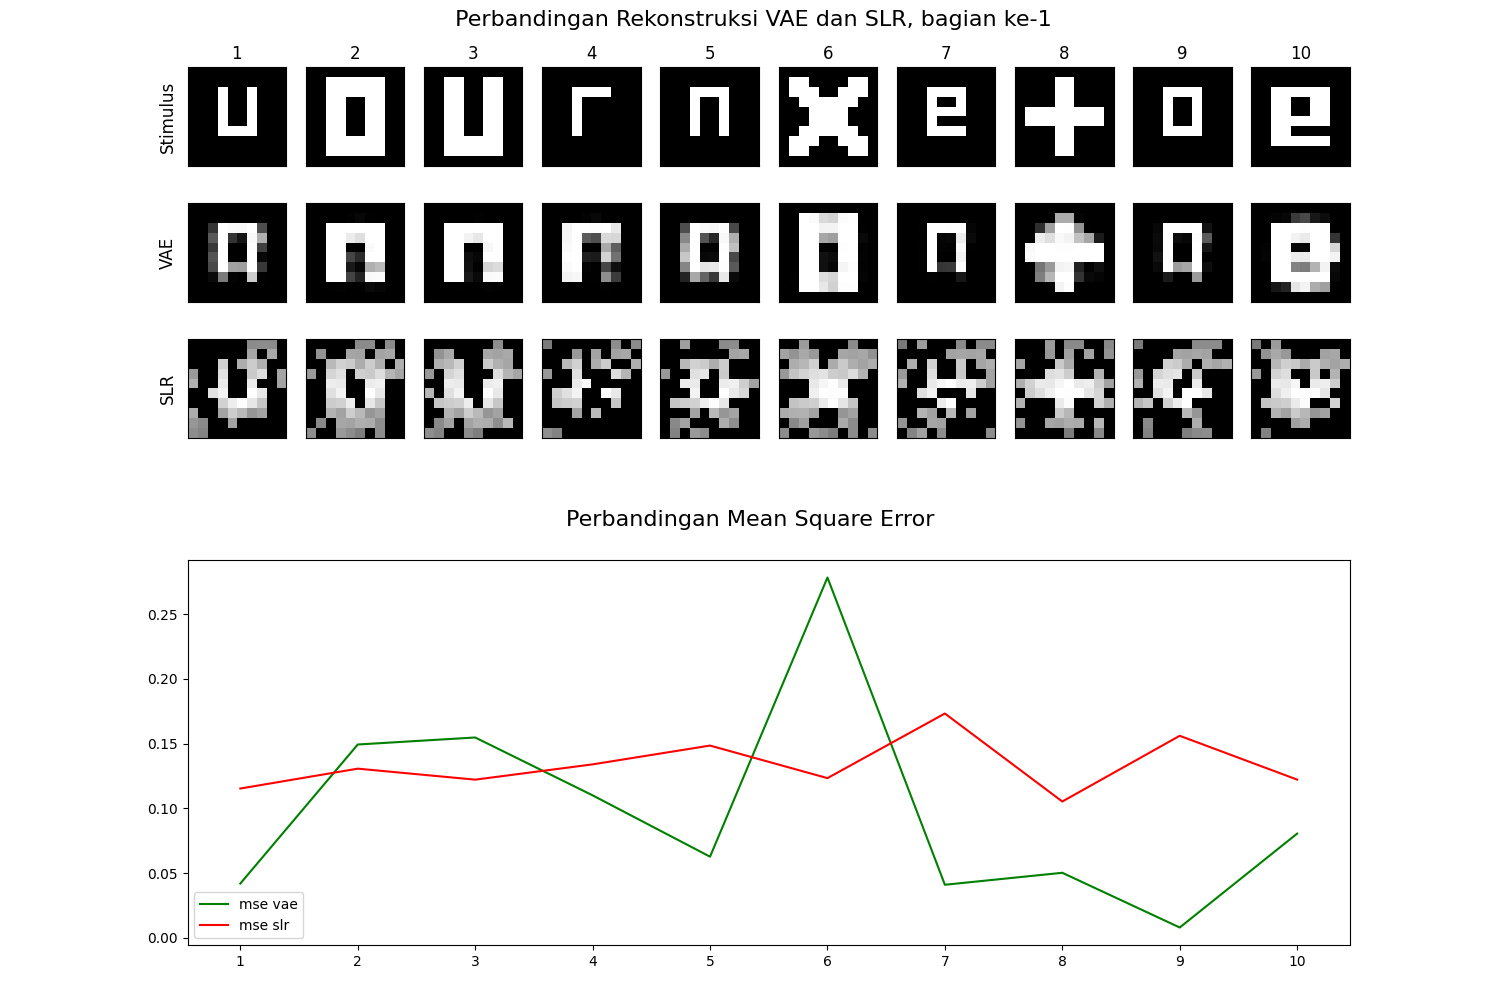 Perbandingan Rekonstruksi VAE dan SLR, bagian ke-1
1 2 3 4 5 6 7 8 9 10
Stimulus
u O U r n X e + o e
VAE
SLR
Perbandingan Mean Square Error
0.25
0.20
0.15
0.10
0.05
0.00
mse vae
mse slr
1 2 3 4 5 6 7 8 9 10